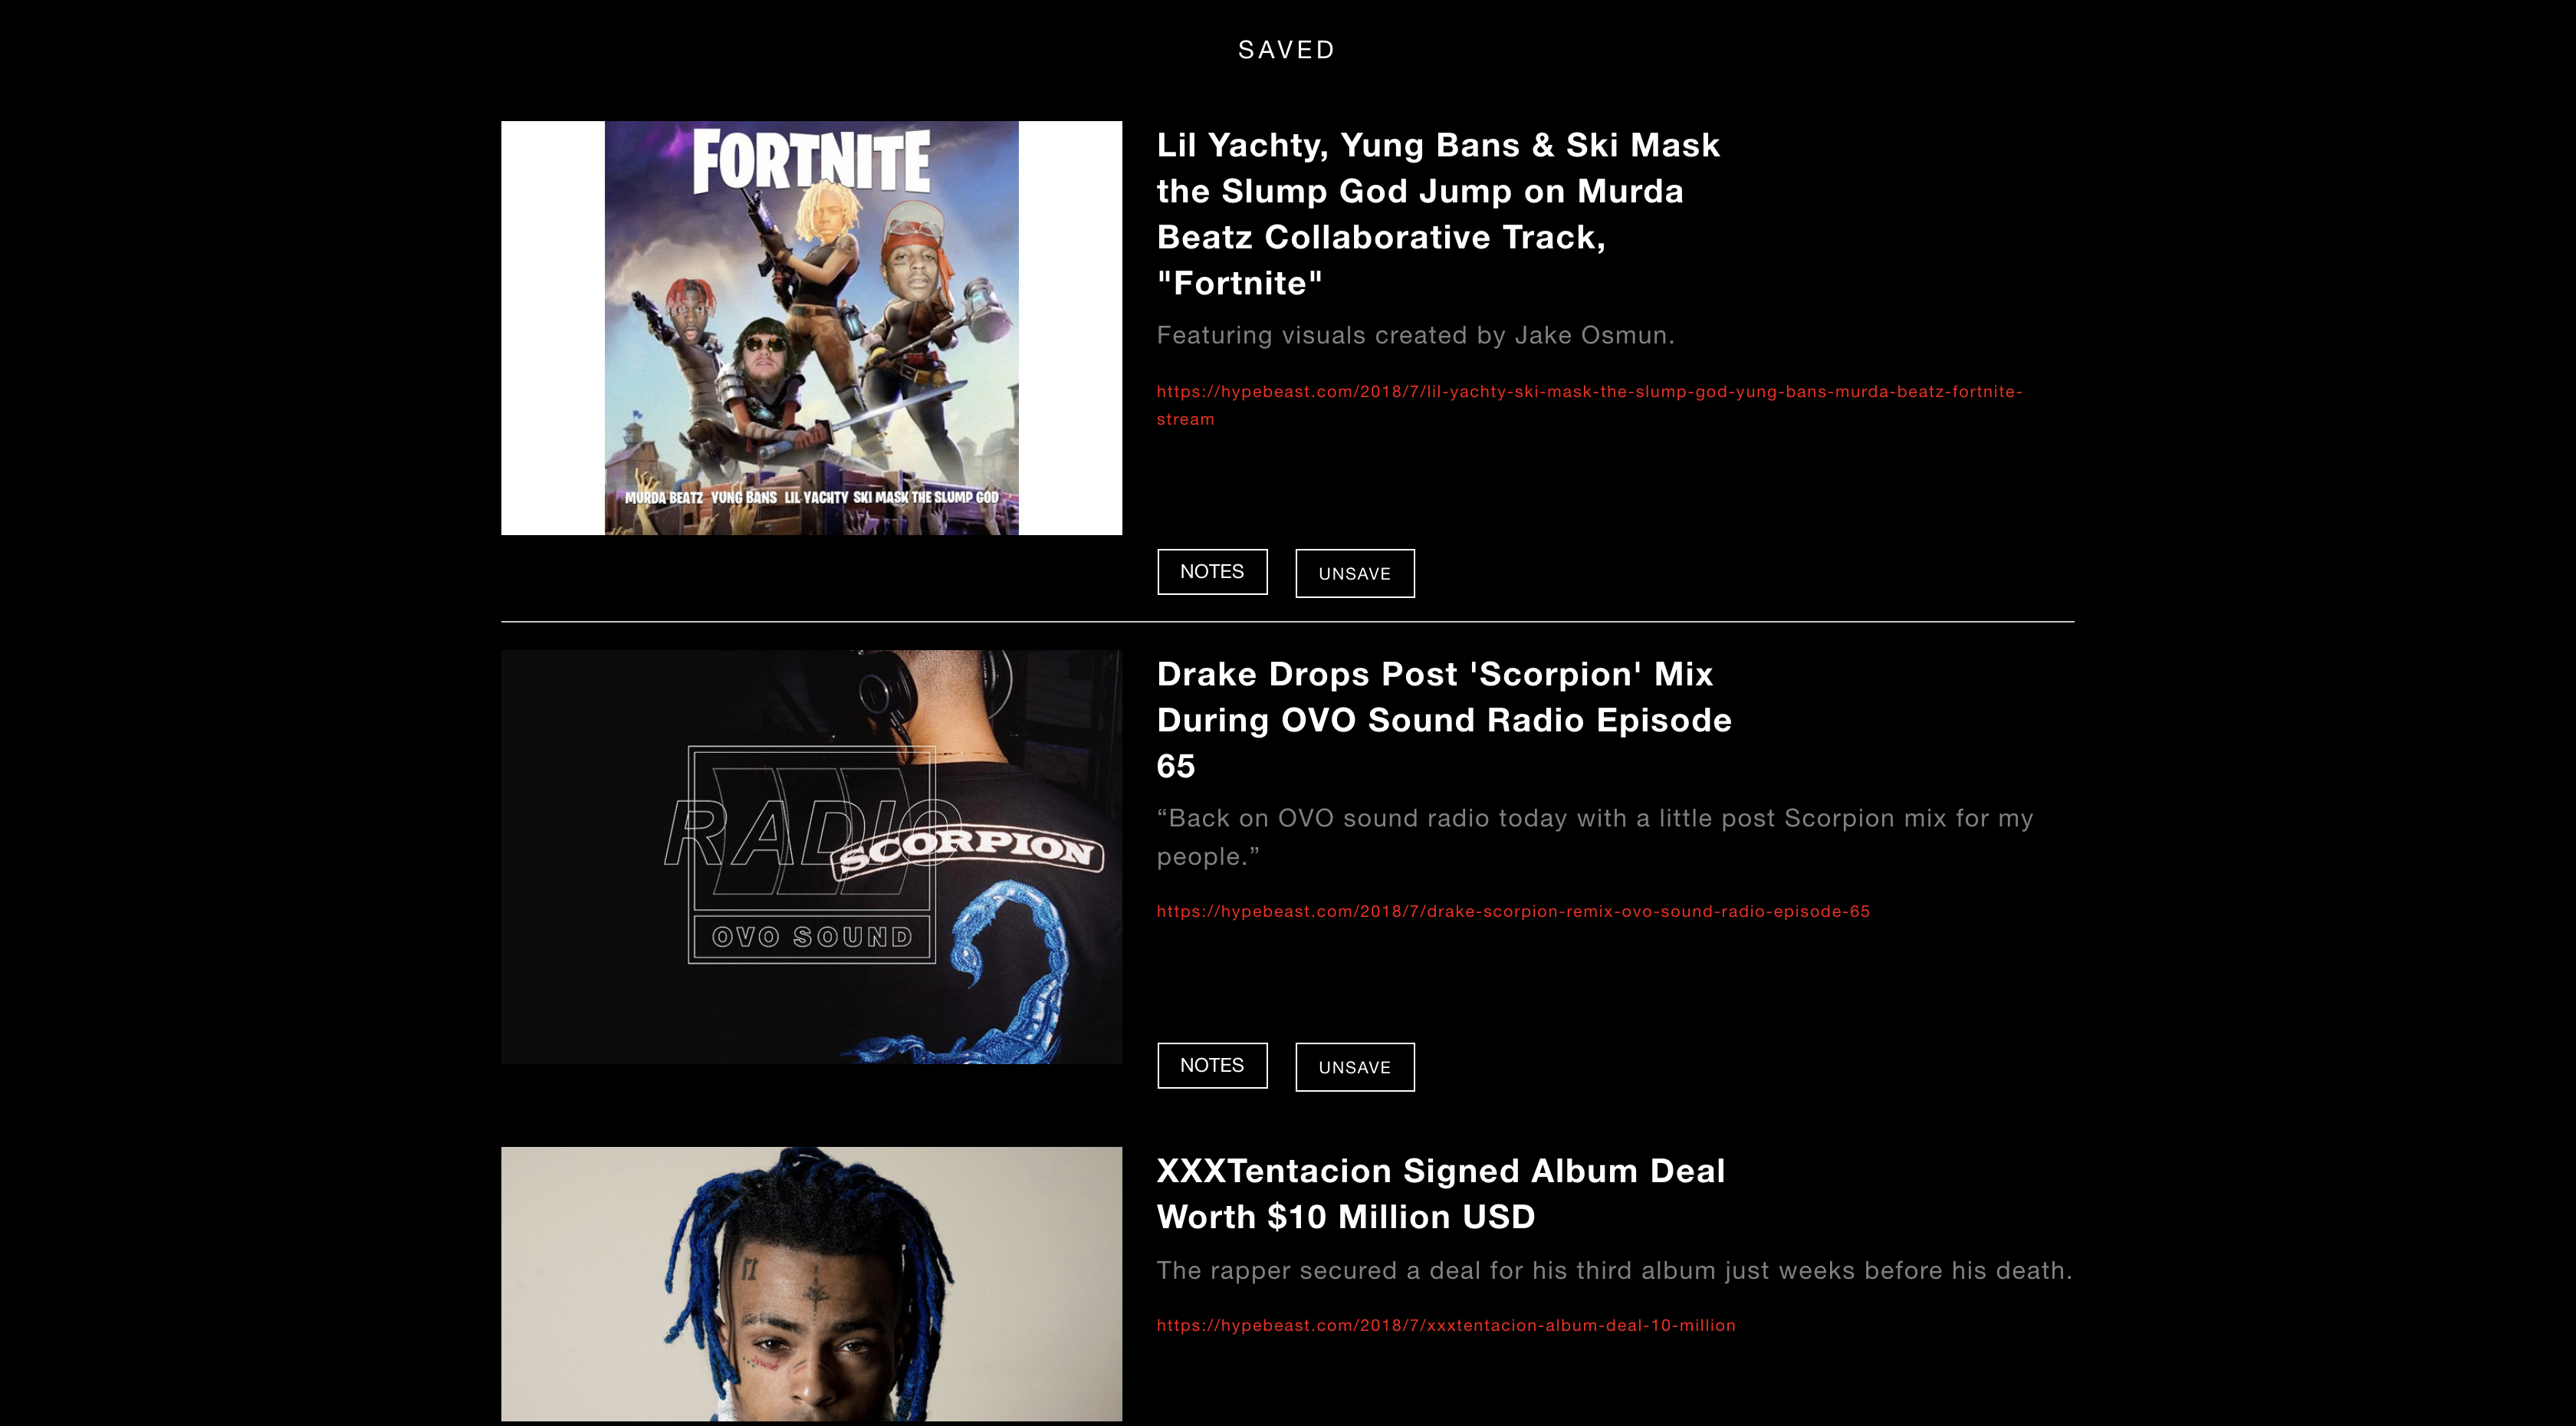 SAVED
FORTNITE
MURDA BEATZ YUNG BANS LIL YACHTY SKI MASK THE SLUMP GOD
Lil Yachty, Yung Bans & Ski Mask
the Slump God Jump on Murda
Beatz Collaborative Track,
"Fortnite"
Featuring visuals created by Jake Osmun.
https://hypebeast.com/2018/7/lil-yachty-ski-mask-the-slump-god-yung-bans-murda-beatz-fortnite-
stream
NOTES UNSAVE
RADIO
SCORPION
OVO SOUND
Drake Drops Post 'Scorpion' Mix
During OVO Sound Radio Episode
65
“Back on OVO sound radio today with a little post Scorpion mix for my
people.”
https://hypebeast.com/2018/7/drake-scorpion-remix-ovo-sound-radio-episode-65
NOTES UNSAVE
XXXTentacion Signed Album Deal
Worth $10 Million USD
The rapper secured a deal for his third album just weeks before his death.
https://hypebeast.com/2018/7/xxxtentacion-album-deal-10-million